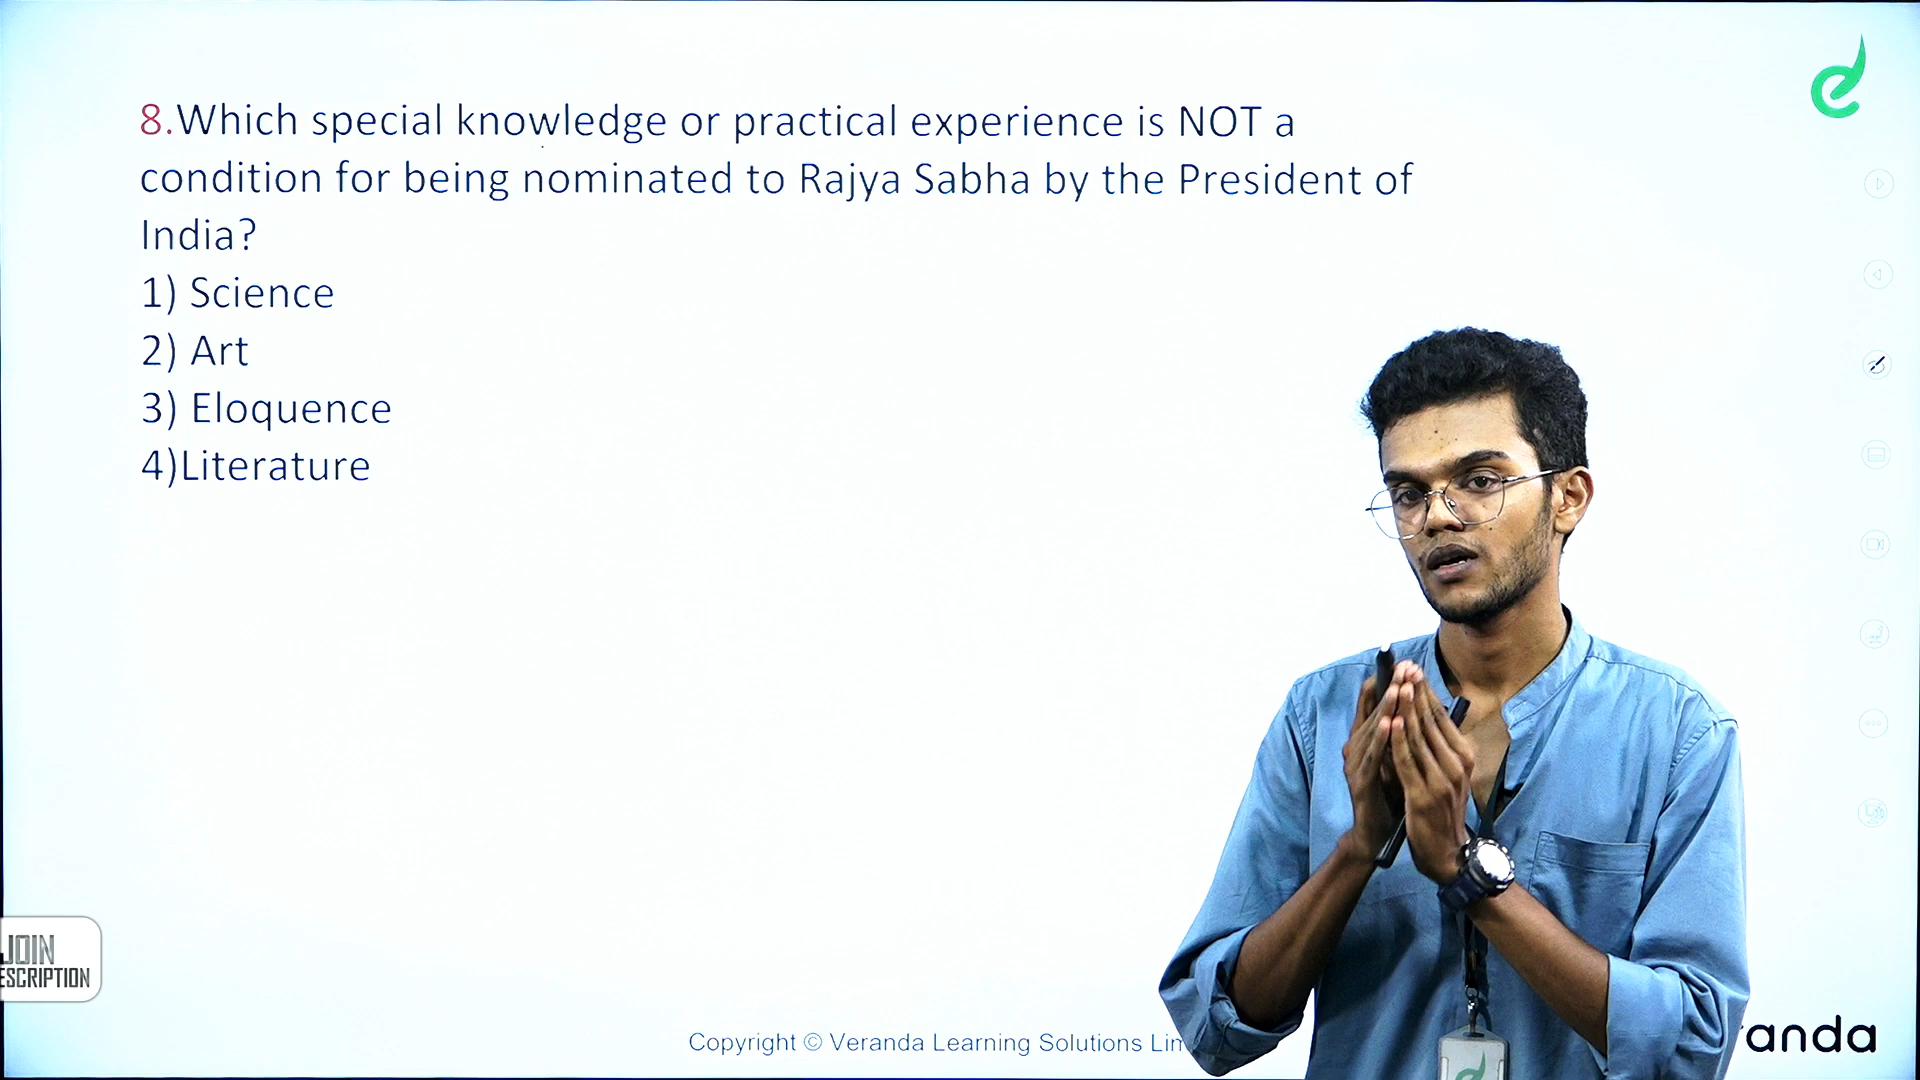 8.Which special knowledge or practical experience is NOT a
condition for being nominated to Rajya Sabha by the President of
India?
1) Science
2) Art
3) Eloquence
4)Literature
JOIN
ESCRIPTION
Copyright © Veranda Learning Solutions Lim
anda